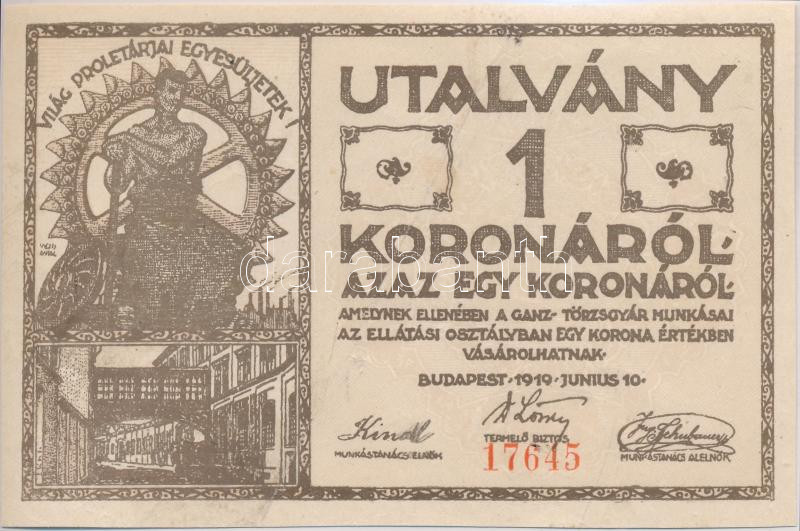 VILÁG PROLETÁRJAI EGYESÜLJETEK!
UTALVÁNY
1
KORONÁRÓL·
AZAZ EGY KORONÁRÓL·
AMELYNEK ELLENÉBEN A GANZ- TÖRZSGYÁR MUNKÁSAI
AZ ELLÁTÁSI OSZTÁLYBAN EGY KORONA ÉRTÉKBEN
VÁSÁROLHATNAK·
BUDAPEST·1919·JUNIUS 10·
MUNKÁSTANÁCS ELNÖK
TERMELŐ BIZTOS
17645
MUNKÁSTANÁCS ALELNÖK
darabanth